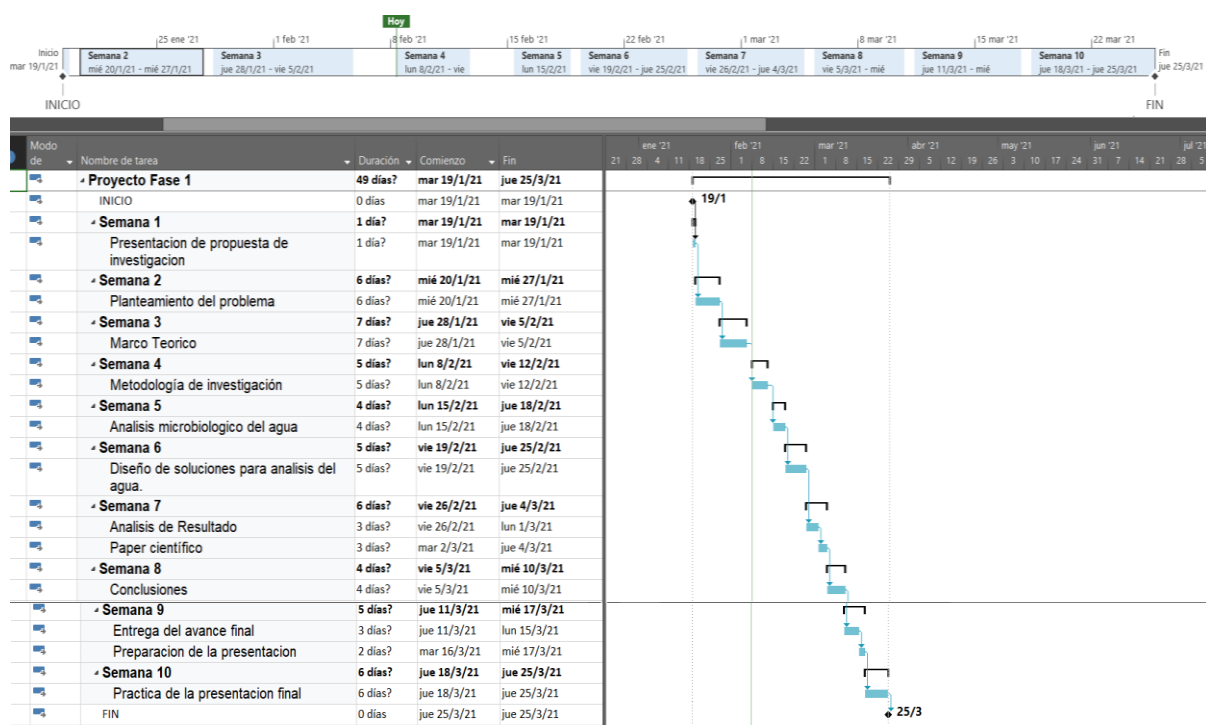 Hoy
25 ene '21 1 feb '21 8 feb '21 15 feb '21 22 feb '21 1 mar '21 8 mar '21 15 mar '21 22 mar '21
Inicio Semana 2 Semana 3 Semana 4 Semana 5 Semana 6 Semana 7 Semana 8 Semana 9 Semana 10 Fin
mar 19/1/21 mié 20/1/21 - mié 27/1/21 jue 28/1/21 - vie 5/2/21 lun 8/2/21 - vie lun 15/2/21 vie 19/2/21 - jue 25/2/21 vie 26/2/21 - jue 4/3/21 vie 5/3/21 - mié jue 11/3/21 - mié jue 18/3/21 - jue 25/3/21 jue 25/3/21
INICIO FIN
Modo ene '21 feb '21 mar '21 abr '21 may '21 jun '21 jul '21
de Nombre de tarea Duración Comienzo Fin 21 28 4 11 18 25 1 8 15 22 1 8 15 22 29 5 12 19 26 3 10 17 24 31 7 14 21 28 5
Proyecto Fase 1 49 días? mar 19/1/21 jue 25/3/21
INICIO 0 días mar 19/1/21 mar 19/1/21 19/1
Semana 1 1 día? mar 19/1/21 mar 19/1/21
Presentacion de propuesta de 1 día? mar 19/1/21 mar 19/1/21
investigacion
Semana 2 6 días? mié 20/1/21 mié 27/1/21
Planteamiento del problema 6 días? mié 20/1/21 mié 27/1/21
Semana 3 7 días? jue 28/1/21 vie 5/2/21
Marco Teorico 7 días? jue 28/1/21 vie 5/2/21
Semana 4 5 días? lun 8/2/21 vie 12/2/21
Metodología de investigación 5 días? lun 8/2/21 vie 12/2/21
Semana 5 4 días? lun 15/2/21 jue 18/2/21
Analisis microbiologico del agua 4 días? lun 15/2/21 jue 18/2/21
Semana 6 5 días? vie 19/2/21 jue 25/2/21
Diseño de soluciones para analisis del 5 días? vie 19/2/21 jue 25/2/21
agua.
Semana 7 6 días? vie 26/2/21 jue 4/3/21
Analisis de Resultado 3 días? vie 26/2/21 lun 1/3/21
Paper científico 3 días? mar 2/3/21 jue 4/3/21
Semana 8 4 días? vie 5/3/21 mié 10/3/21
Conclusiones 4 días? vie 5/3/21 mié 10/3/21
Semana 9 5 días? jue 11/3/21 mié 17/3/21
Entrega del avance final 3 días? jue 11/3/21 lun 15/3/21
Preparacion de la presentacion 2 días? mar 16/3/21 mié 17/3/21
Semana 10 6 días? jue 18/3/21 jue 25/3/21
Practica de la presentacion final 6 días? jue 18/3/21 jue 25/3/21
FIN 0 días jue 25/3/21 jue 25/3/21 25/3